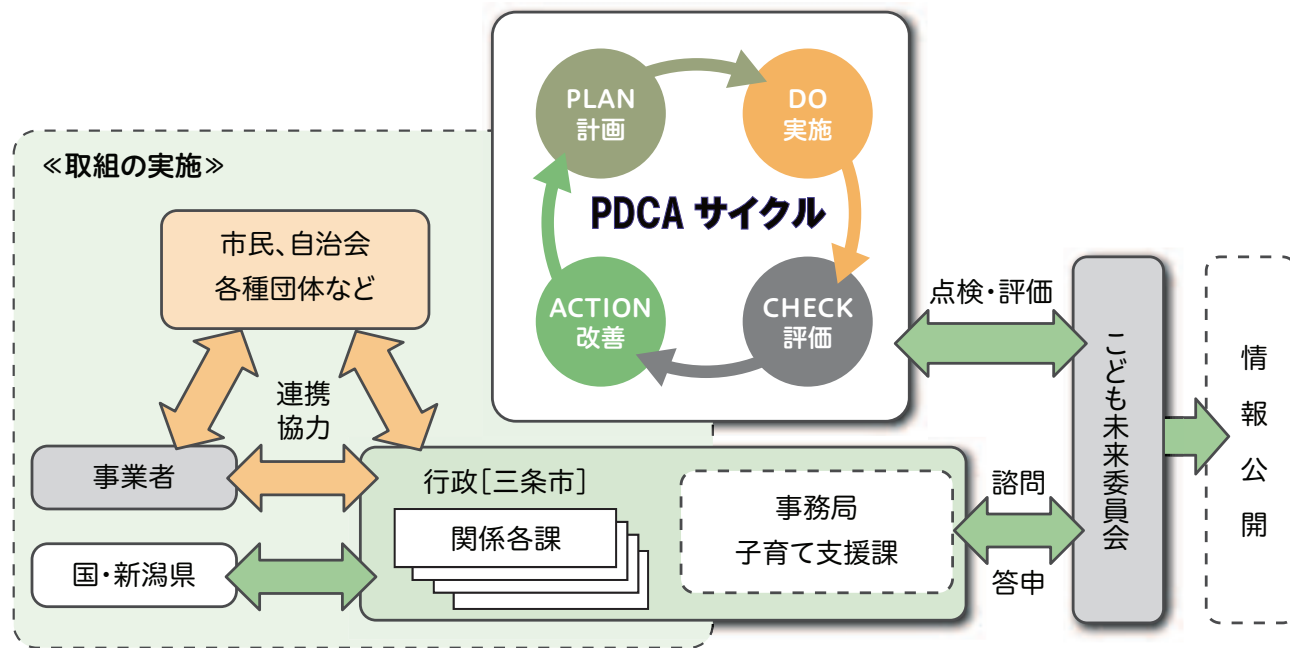 PLAN
計画
DO
実施
PDCA サイクル
ACTION
改善
CHECK
評価
≪取組の実施≫
市民、自治会
各種団体など
連携
協力
事業者
国・新潟県
行政［三条市］
関係各課
事務局
子育て支援課
点検・評価
諮問
答申
こども未来委員会
情報公開